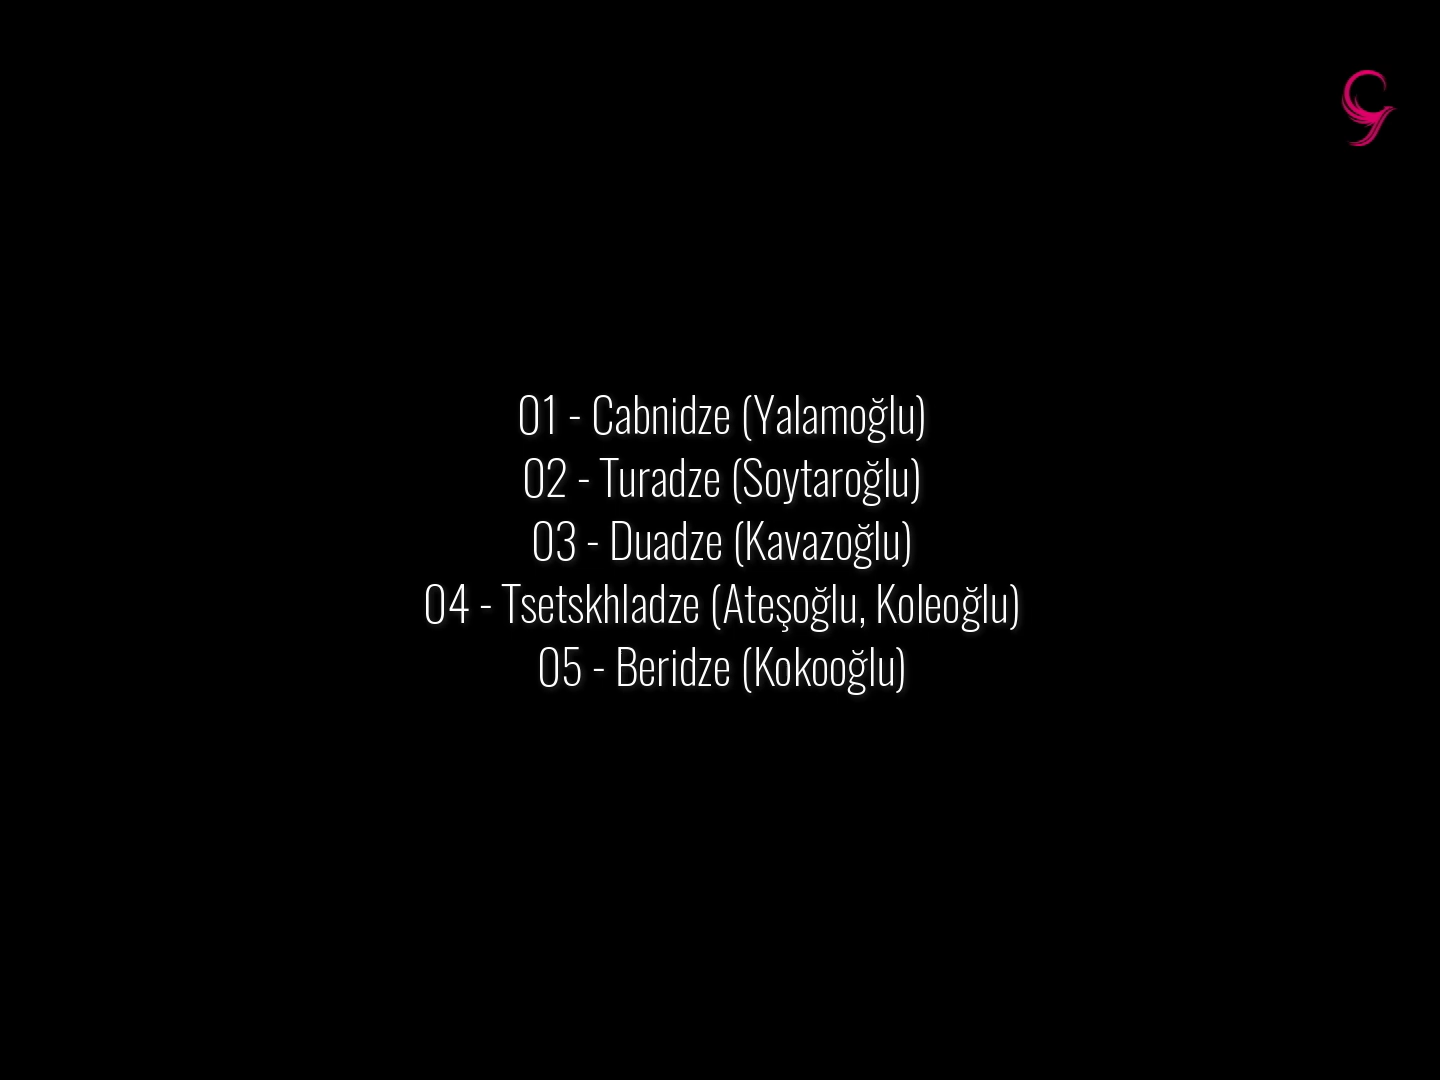 01 - Cabnidze (Yalamoğlu)
02 - Turadze (Soytaroğlu)
03 - Duadze (Kavazoğlu)
04 - Tsetskhladze (Ateşoğlu, Koleoğlu)
05 - Beridze (Kokooğlu)